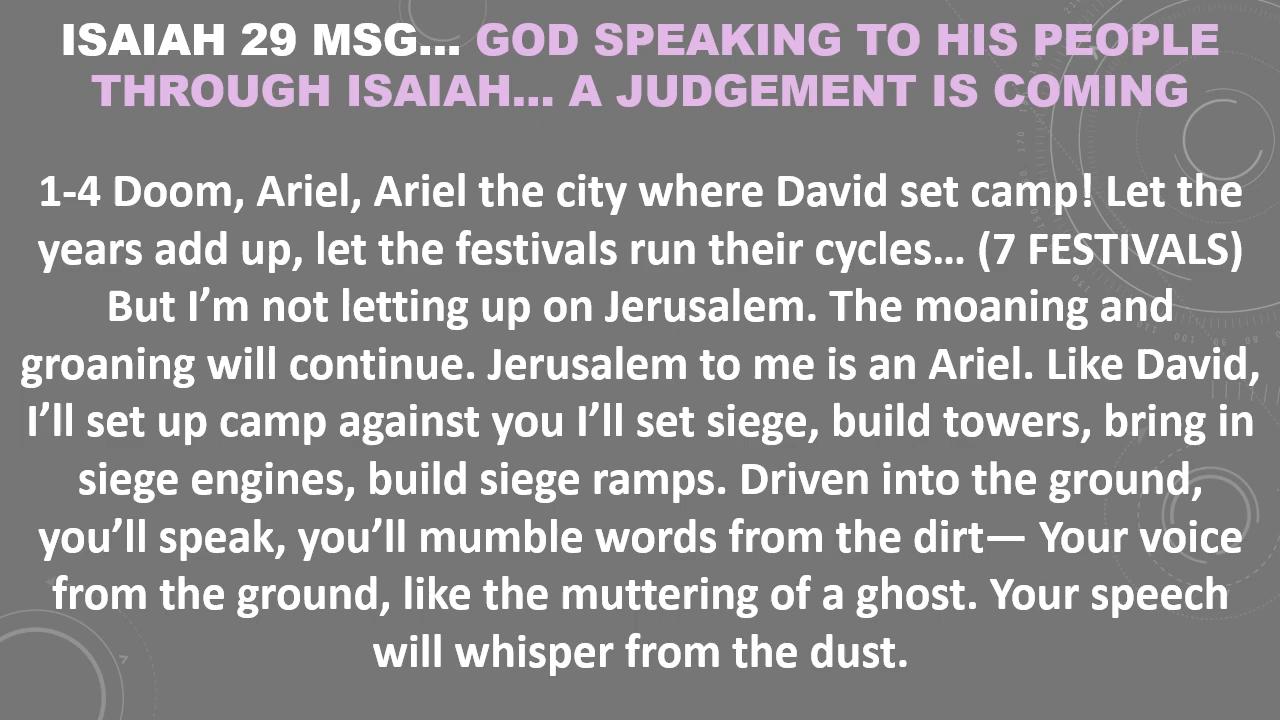 ISAIAH 29 MSG... GOD SPEAKING TO HIS PEOPLE
THROUGH ISAIAH... A JUDGEMENT IS COMING
1-4 Doom, Ariel, Ariel the city where David set camp! Let the
years add up, let the festivals run their cycles... (7 FESTIVALS)
But I’m not letting up on Jerusalem. The moaning and
groaning will continue. Jerusalem to me is an Ariel. Like David,
I’ll set up camp against you I’ll set siege, build towers, bring in
siege engines, build siege ramps. Driven into the ground,
you’ll speak, you’ll mumble words from the dirt— Your voice
from the ground, like the muttering of a ghost. Your speech
will whisper from the dust.